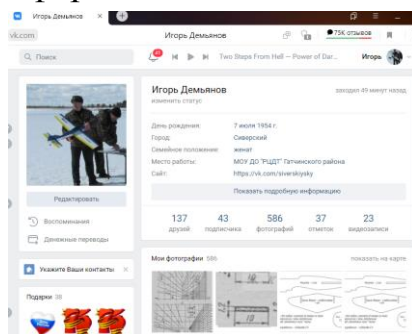 Игорь Демьянов
vk.com
Игорь Демьянов
75K отзывов
Поиск
Two Steps From Hell – Power of Dar...
Игорь
Игорь Демьянов
заходил 49 минут назад
изменить статус
День рождения: 7 июля 1954 г.
Город: Сиверский
Семейное положение: женат
Место работы: МОУ ДО "РЦДТ" Гатчинского района
Сайт: https://vk.com/siverskiysky
Показать подробную информацию
137 43 586 37 23
друзей подписчика фотографий отметок видеозаписи
Редактировать
Воспоминания
Денежные переводы
Укажите Ваши контакты
Подарки 38
Мои фотографии 586
показать на карте